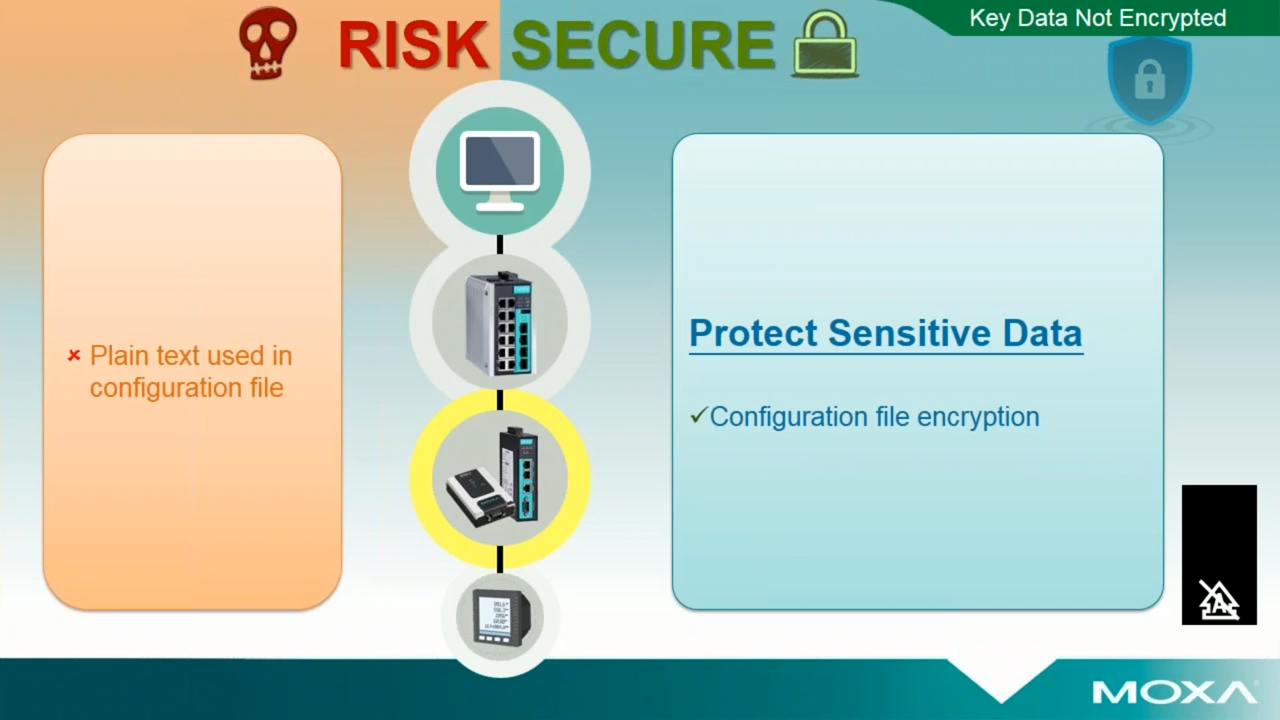 Key Data Not Encrypted
RISK SECURE
× Plain text used in
configuration file
Protect Sensitive Data
✓Configuration file encryption
MOXA